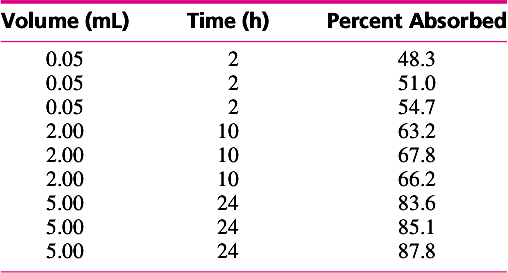 Volume (mL) Time (h) Percent Absorbed
0.05 2 48.3
0.05 2 51.0
0.05 2 54.7
2.00 10 63.2
2.00 10 67.8
2.00 10 66.2
5.00 24 83.6
5.00 24 85.1
5.00 24 87.8